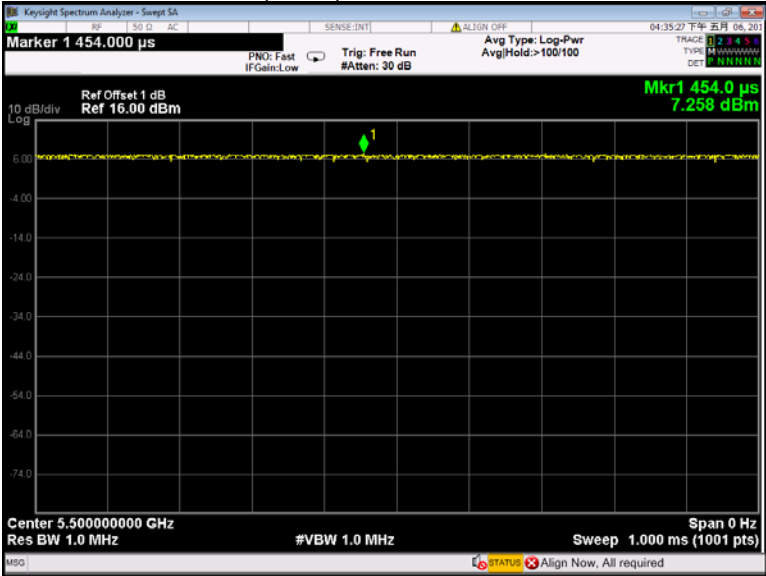 Keysight Spectrum Analyzer - Swept SA
RF 50 Ω AC SENSE:INT ALIGN OFF 04:35:27 下午 五月 06, 201
Marker 1 454.000 µs
PNO: Fast
IFGain:Low
Trig: Free Run
#Atten: 30 dB
Avg Type: Log-Pwr
Avg|Hold:>100/100
TRACE 1 2 3 4 5 6
TYPE M WWWWW
DET P N N N N N
Mkr1 454.0 µs
7.258 dBm
Ref Offset 1 dB
10 dB/div Ref 16.00 dBm
Log
1
6.00
-4.00
-14.0
-24.0
-34.0
-44.0
-54.0
-64.0
-74.0
Center 5.500000000 GHz Span 0 Hz
Res BW 1.0 MHz #VBW 1.0 MHz Sweep 1.000 ms (1001 pts)
MSG STATUS Align Now, All required